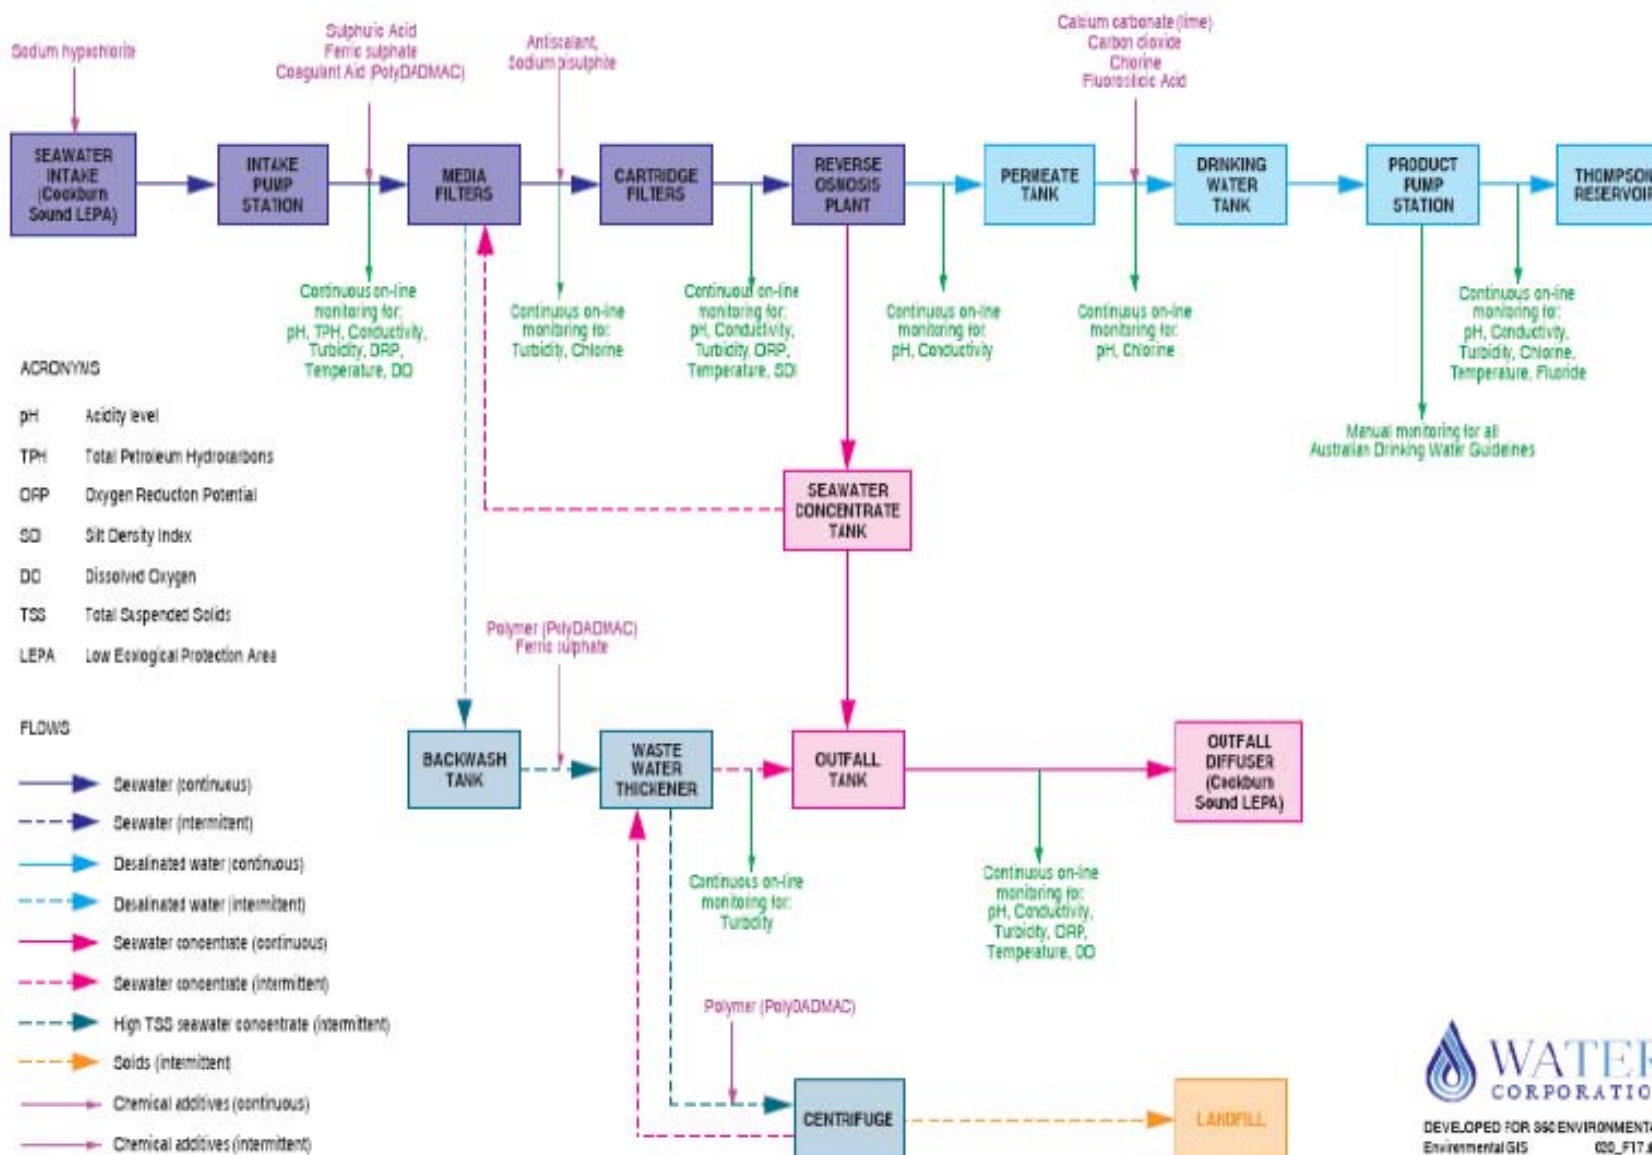 Sodium hypochlorite
Sulphuric Acid
Ferric sulphate
Coagulant Aid (PolyDADMAC)
Antiscalant,
Sodium bisulphite
Calcium carbonate (lime)
Carbon dioxide
Chlorine
Fluorosilicic Acid
SEAWATER
INTAKE
(Cockburn
Sound LEPA)
INTAKE
PUMP
STATION
MEDIA
FILTERS
CARTRIDGE
FILTERS
REVERSE
OSMOSIS
PLANT
PERMEATE
TANK
DRINKING
WATER
TANK
PRODUCT
PUMP
STATION
THOMPSON
RESERVOIR
Continuous on-line
monitoring for:
pH, TPH, Conductivity,
Turbidity, ORP,
Temperature, DO
Continuous on-line
monitoring for:
Turbidity, Chlorine
Continuous on-line
monitoring for:
pH, Conductivity,
Turbidity, ORP,
Temperature, SDI
Continuous on-line
monitoring for:
pH, Conductivity
Continuous on-line
monitoring for:
pH, Chlorine
Continuous on-line
monitoring for:
pH, Conductivity,
Turbidity, Chlorine,
Temperature, Fluoride
Manual monitoring for all
Australian Drinking Water Guidelines
ACRONYMS
pH Acidity level
TPH Total Petroleum Hydrocarbons
ORP Oxygen Reduction Potential
SDI Silt Density Index
DO Dissolved Oxygen
TSS Total Suspended Solids
LEPA Low Ecological Protection Area
SEAWATER
CONCENTRATE
TANK
Polymer (PolyDADMAC)
Ferric sulphate
BACKWASH
TANK
WASTE
WATER
THICKENER
OUTFALL
TANK
OUTFALL
DIFFUSER
(Cockburn
Sound LEPA)
Continuous on-line
monitoring for:
Turbidity
Continuous on-line
monitoring for:
pH, Conductivity,
Turbidity, ORP,
Temperature, DO
Polymer (PolyDADMAC)
CENTRIFUGE
LANDFILL
FLOWS
Seawater (continuous)
Seawater (intermittent)
Desalinated water (continuous)
Desalinated water (intermittent)
Seawater concentrate (continuous)
Seawater concentrate (intermittent)
High TSS seawater concentrate (intermittent)
Solids (intermittent)
Chemical additives (continuous)
Chemical additives (intermittent)
WATER
CORPORATIO
DEVELOPED FOR 360 ENVIRONMENTA
Environmental GIS 020_F17